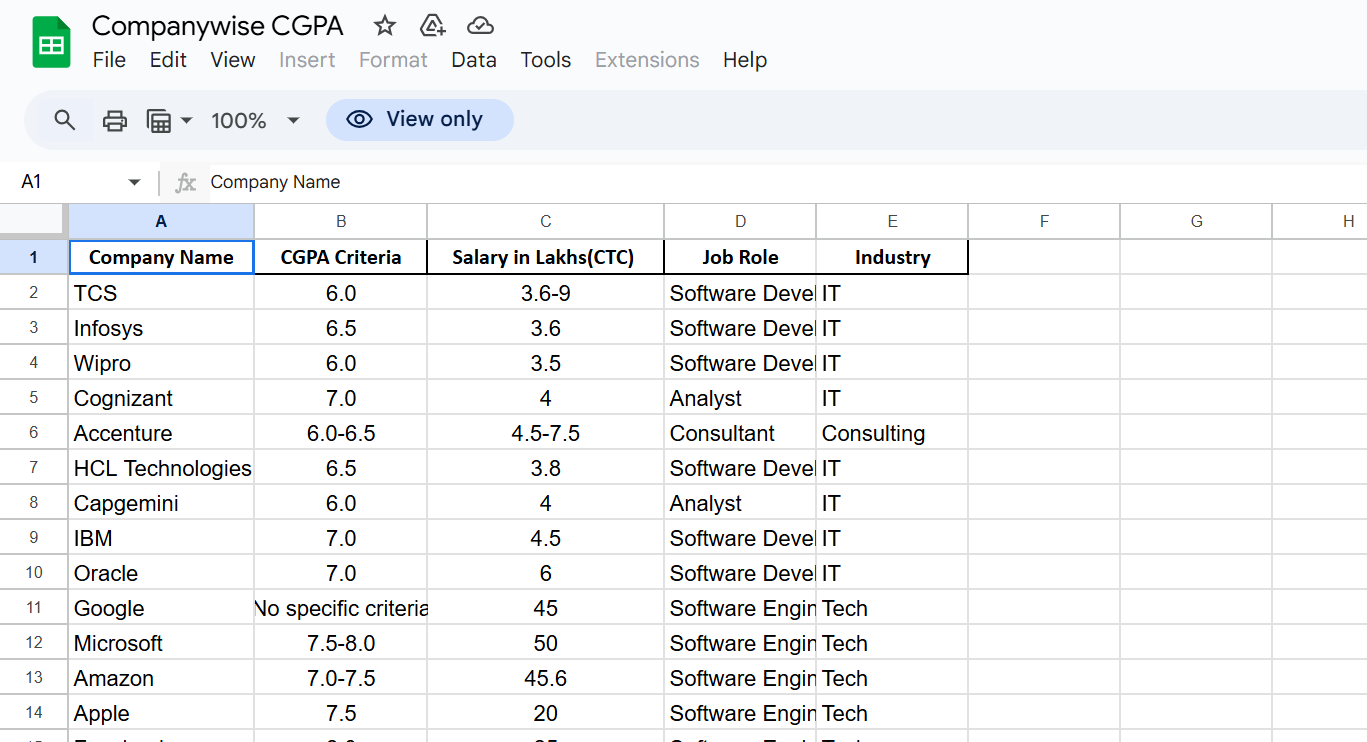 Companywise CGPA
File Edit View Insert Format Data Tools Extensions Help
100% View only
A1 fx Company Name
A B C D E F G H
1 Company Name CGPA Criteria Salary in Lakhs(CTC) Job Role Industry
2 TCS 6.0 3.6-9 Software Devel IT
3 Infosys 6.5 3.6 Software Devel IT
4 Wipro 6.0 3.5 Software Devel IT
5 Cognizant 7.0 4 Analyst IT
6 Accenture 6.0-6.5 4.5-7.5 Consultant Consulting
7 HCL Technologies 6.5 3.8 Software Devel IT
8 Capgemini 6.0 4 Analyst IT
9 IBM 7.0 4.5 Software Devel IT
10 Oracle 7.0 6 Software Devel IT
11 Google No specific criteria 45 Software Engin Tech
12 Microsoft 7.5-8.0 50 Software Engin Tech
13 Amazon 7.0-7.5 45.6 Software Engin Tech
14 Apple 7.5 20 Software Engin Tech